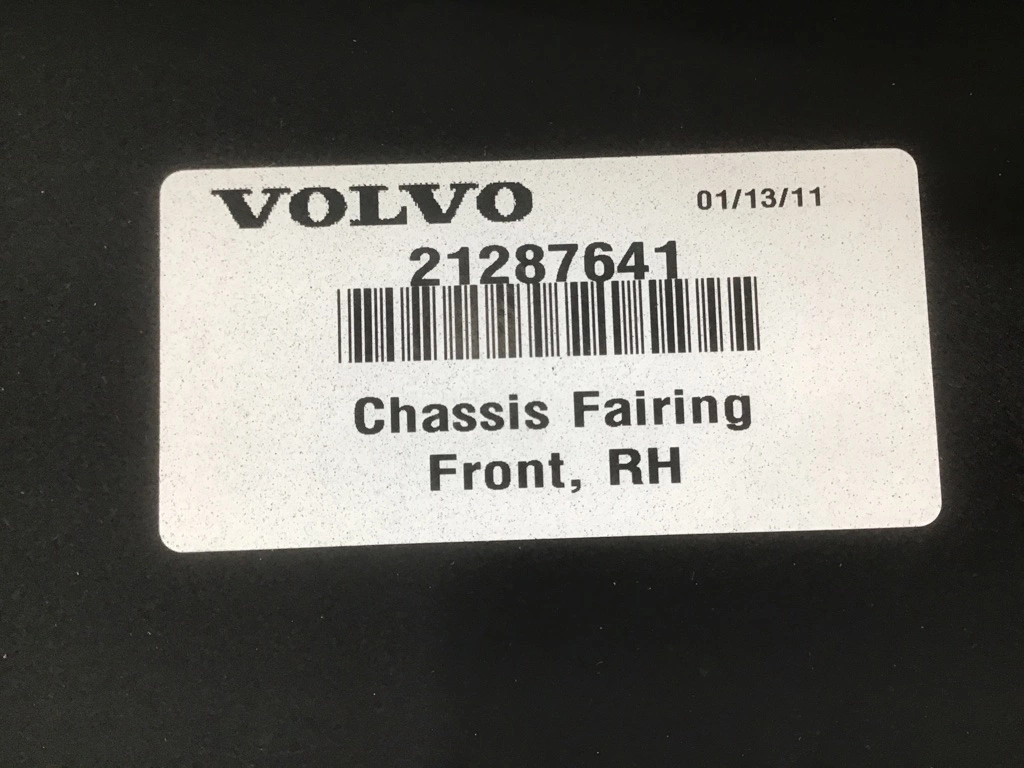 VOLVO 01/13/11
21287641
Chassis Fairing
Front, RH